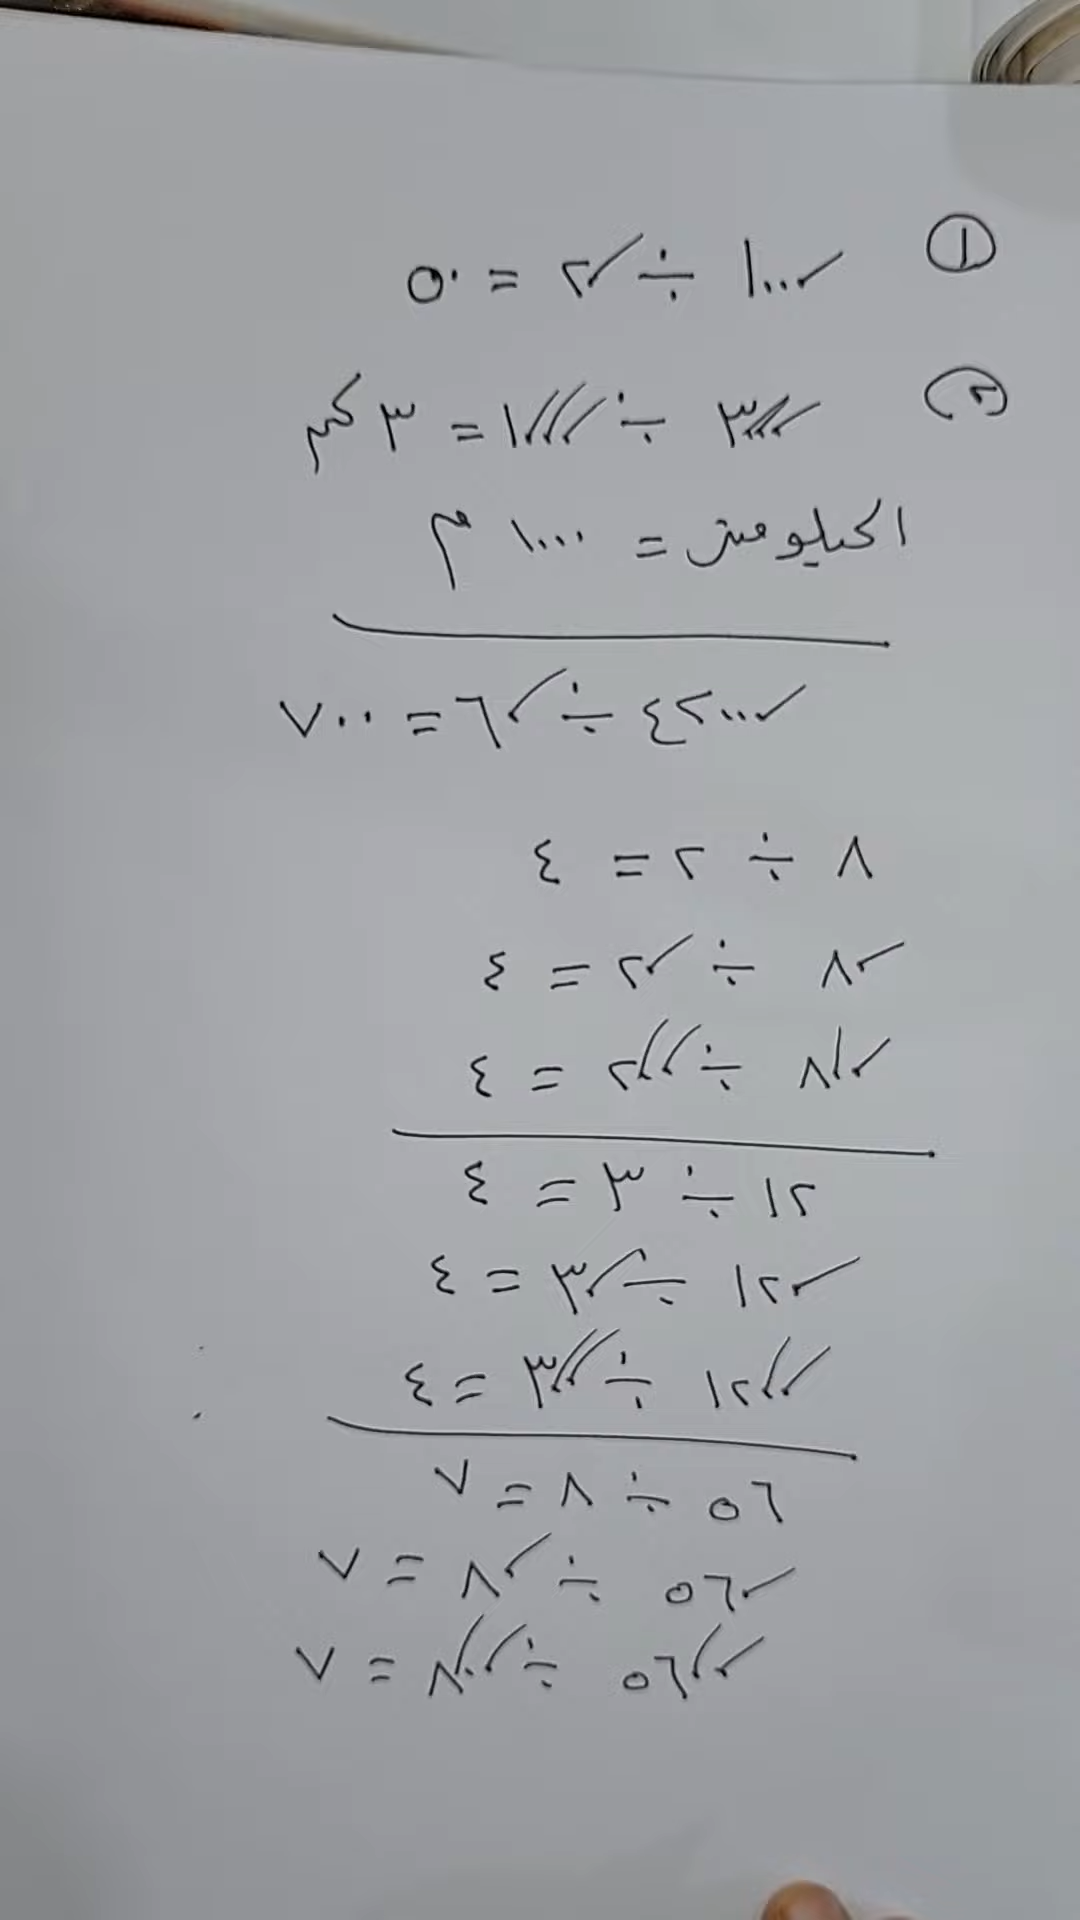 ① ١٠٠٠ ÷ ٢٠ = ٥٠
② ٣٠٠٠ ÷ ١٠٠٠ = ٣ كم
الكيلومتر = ١٠٠٠ م
٤٢٠٠٠ ÷ ٦٠ = ٧٠٠
٨ ÷ ٢ = ٤
٨٠ ÷ ٢٠ = ٤
٨٠٠ ÷ ٢٠٠ = ٤
١٢ ÷ ٣ = ٤
١٢٠ ÷ ٣٠ = ٤
١٢٠٠ ÷ ٣٠٠ = ٤
٥٦ ÷ ٨ = ٧
٥٦٠ ÷ ٨٠ = ٧
٥٦٠٠ ÷ ٨٠٠ = ٧